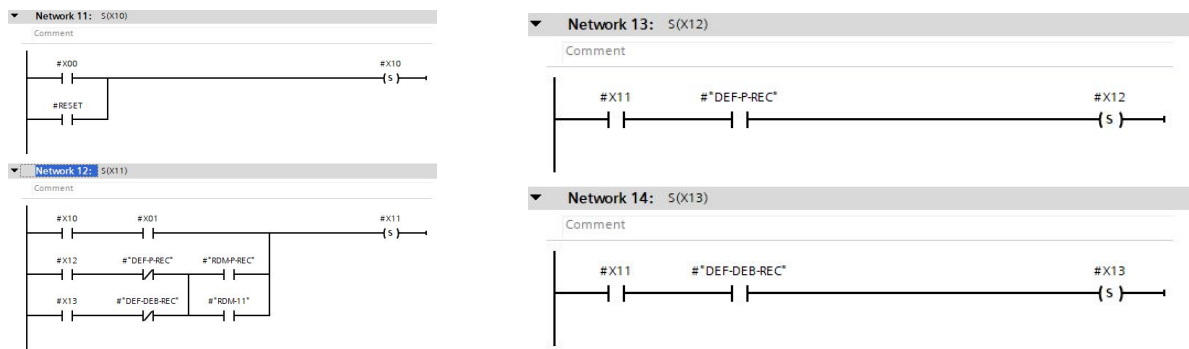 Network 11: S(X10)
Comment
#X00 #X10
( S )
#RESET
Network 12: S(X11)
Comment
#X10 #X01 #X11
( S )
#X12 #"DEF-P-REC" #"RDM-P-REC"
#X13 #"DEF-DEB-REC" #"RDM-11"
Network 13: S(X12)
Comment
#X11 #"DEF-P-REC" #X12
( S )
Network 14: S(X13)
Comment
#X11 #"DEF-DEB-REC" #X13
( S )